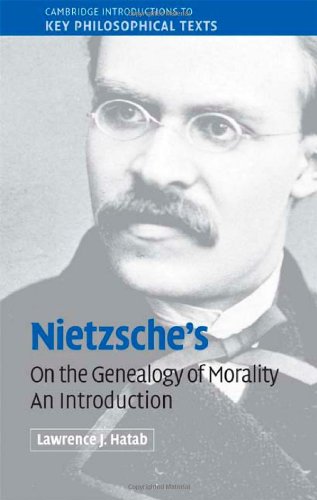 CAMBRIDGE INTRODUCTIONS TO
KEY PHILOSOPHICAL TEXTS
Nietzsche's
On the Genealogy of Morality
An Introduction
Lawrence J. Hatab